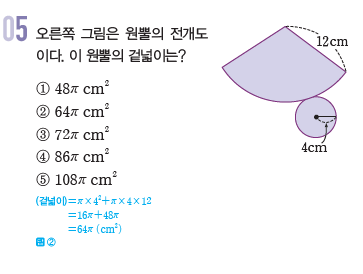 05 오른쪽 그림은 원뿔의 전개도
이다. 이 원뿔의 겉넓이는?
12cm
4cm
① 48π cm²
② 64π cm²
③ 72π cm²
④ 86π cm²
⑤ 108π cm²
(겉넓이)=π×4²+π×4×12
=16π+48π
=64π (cm²)
답 ②